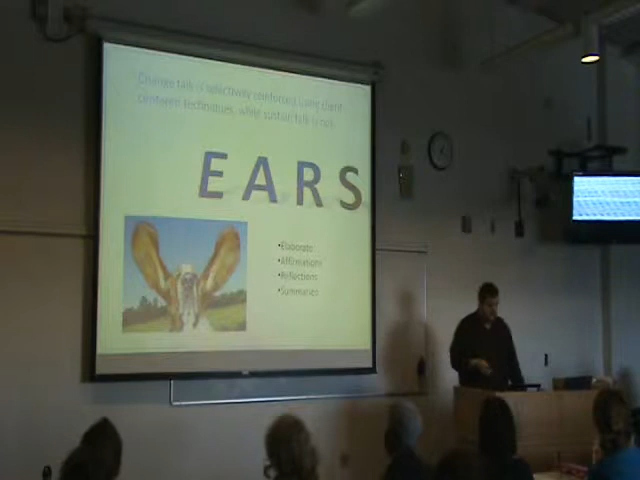 Change talk is selectively reinforced using client
centered techniques, while sustain talk is not.
EARS
•Elaborate
•Affirmations
•Reflections
•Summaries